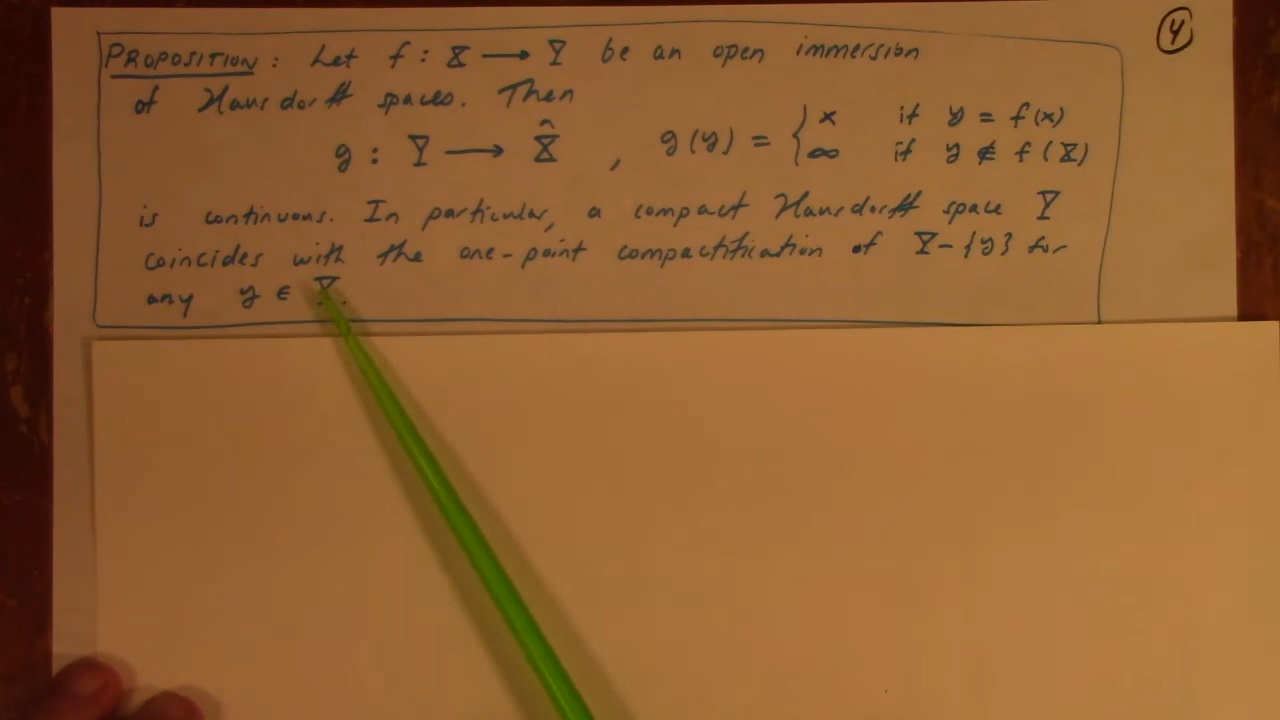 4
PROPOSITION: Let f : X → Y be an open immersion
of Hausdorff spaces. Then
g : Y → X̂ , g(y) = { x if y = f(x)
∞ if y ∉ f(X)
is continuous. In particular, a compact Hausdorff space Y
coincides with the one-point compactification of Y-{y} for
any y ∈ Y.